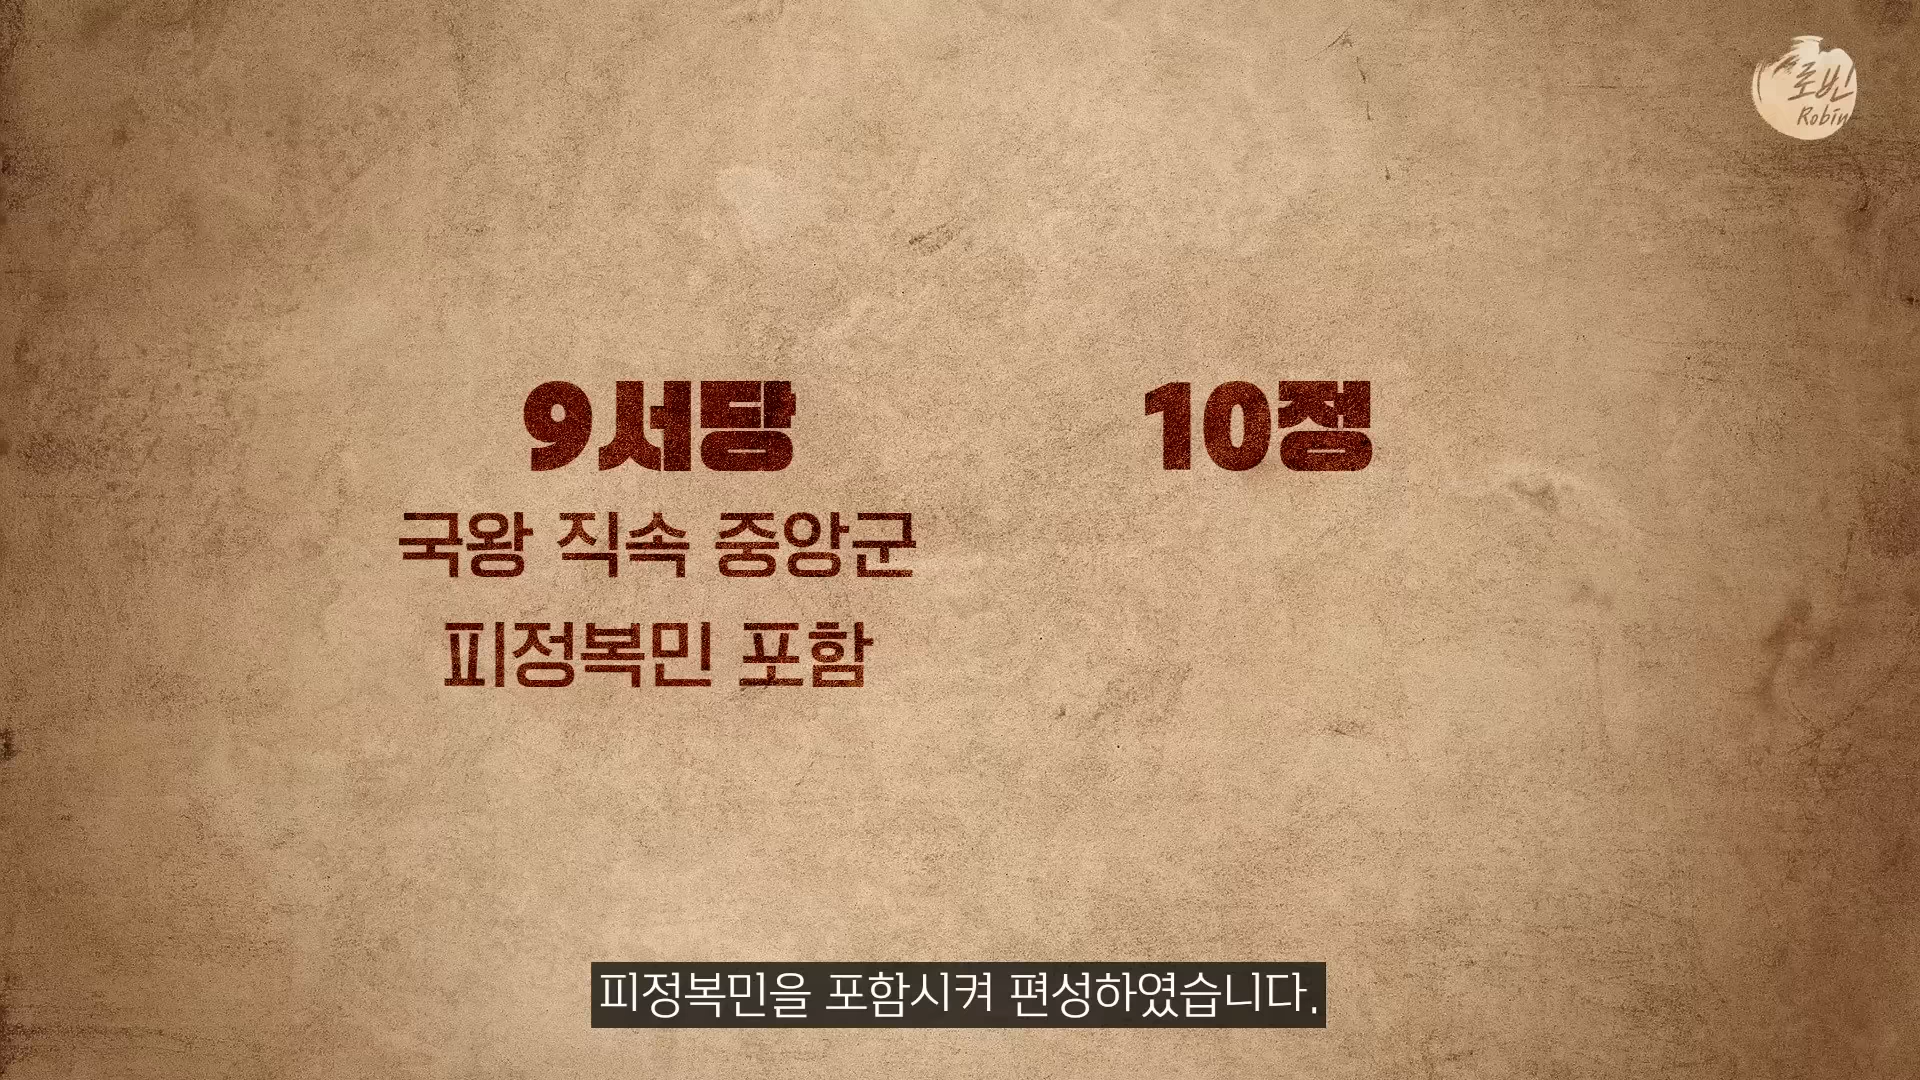 로빈
Robin
9서당
국왕 직속 중앙군
피정복민 포함
10정
피정복민을 포함시켜 편성하였습니다.